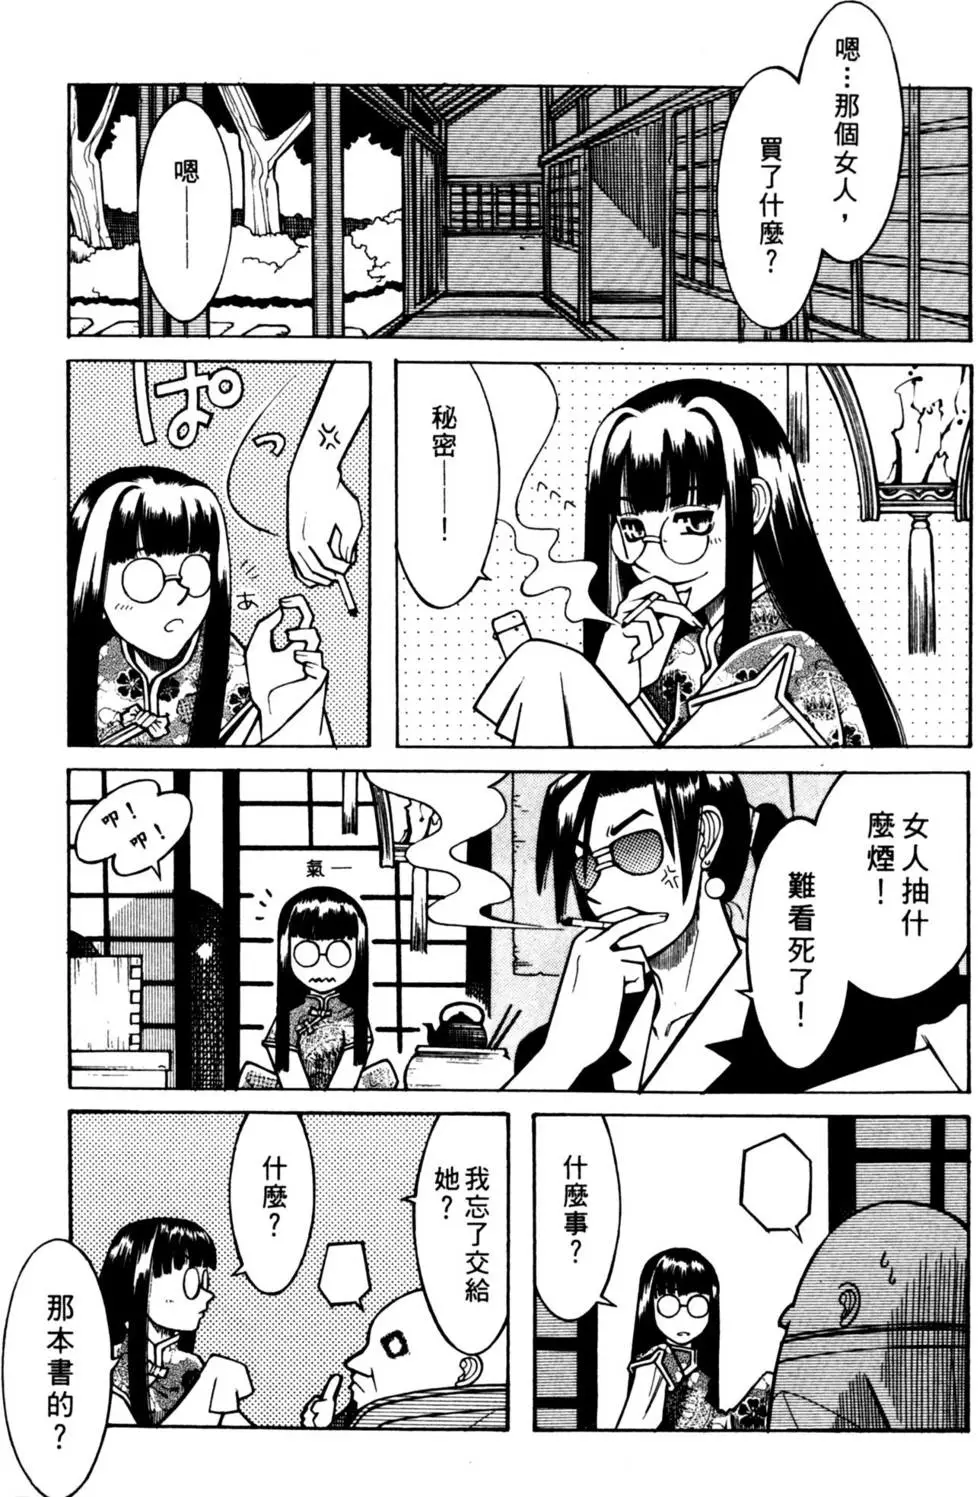 嗯…那個女人，
買了什麼？
嗯——
秘密——！
ぱ
っ
ぁ
女人抽什
麼煙！
難看死了！
氣—
叩！
叩！
什麼事？
我忘了交給
她？
什麼？
那本書的？